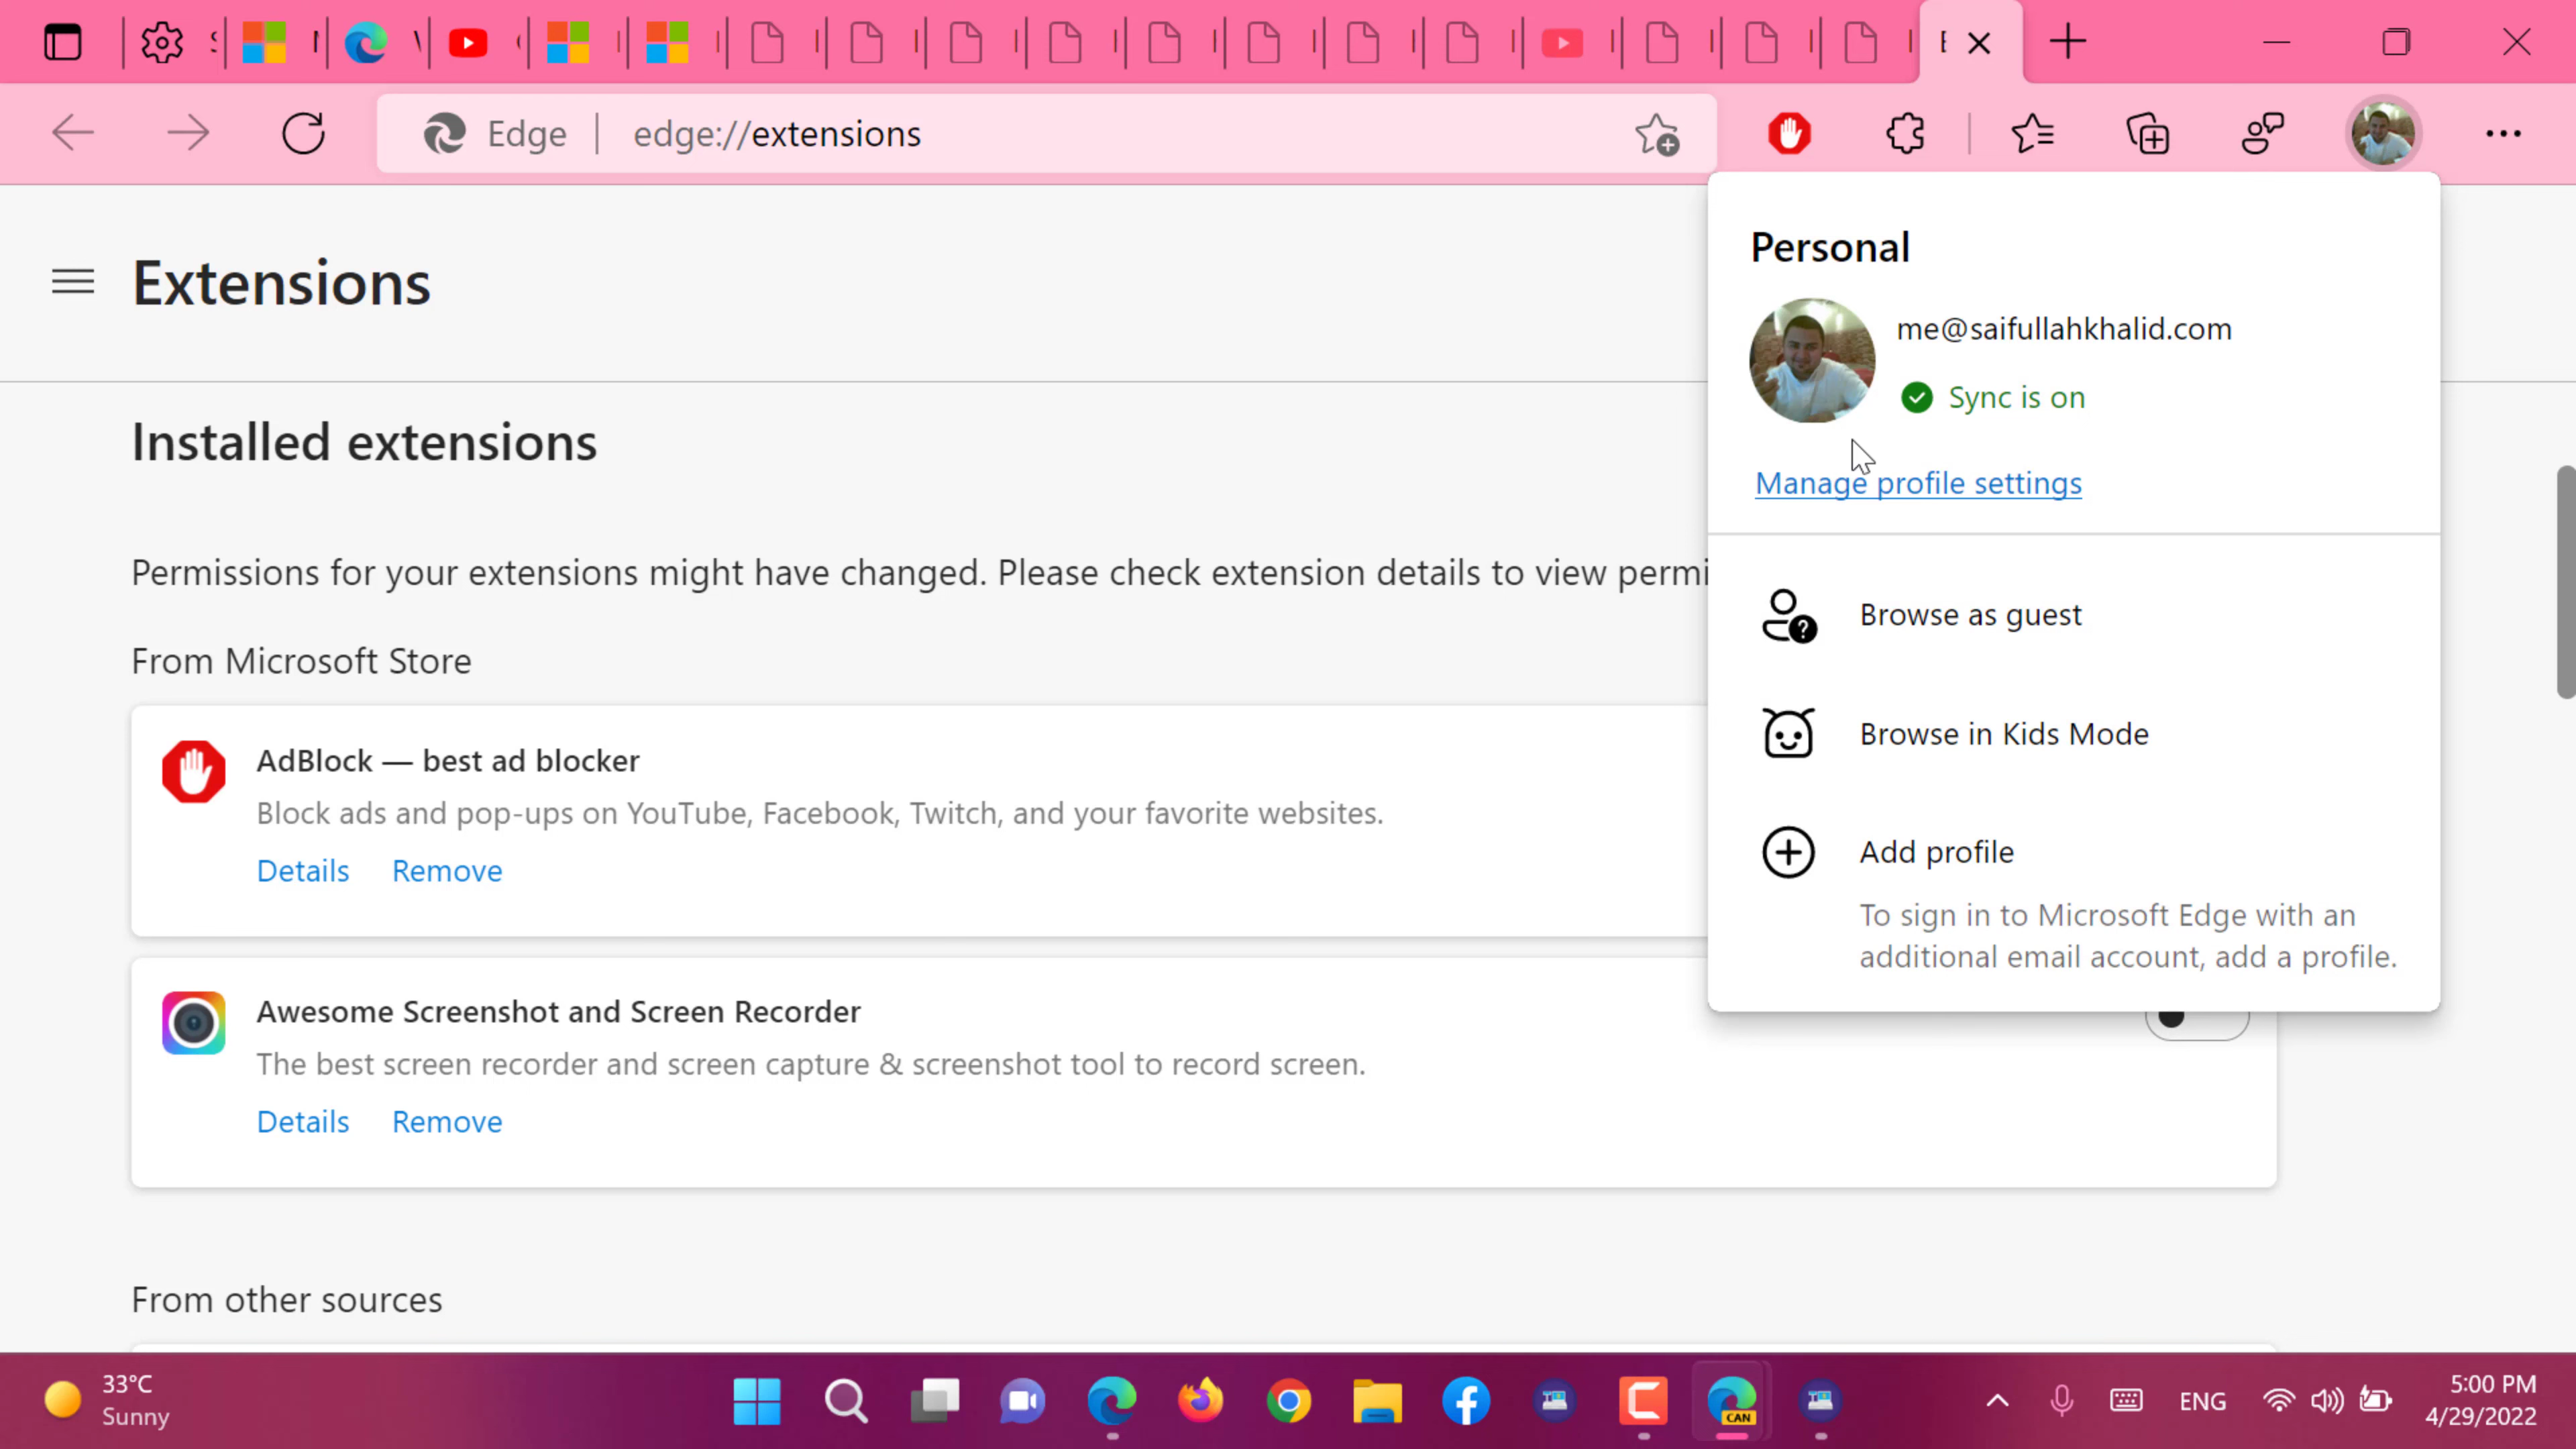 Edge
edge://extensions
Extensions
Installed extensions
Permissions for your extensions might have changed. Please check extension details to view permi
From Microsoft Store
AdBlock — best ad blocker
Block ads and pop-ups on YouTube, Facebook, Twitch, and your favorite websites.
Details Remove
Awesome Screenshot and Screen Recorder
The best screen recorder and screen capture & screenshot tool to record screen.
Details Remove
From other sources
Personal
me@saifullahkhalid.com
Sync is on
Manage profile settings
Browse as guest
Browse in Kids Mode
Add profile
To sign in to Microsoft Edge with an
additional email account, add a profile.
33°C
Sunny
CAN
ENG
5:00 PM
4/29/2022